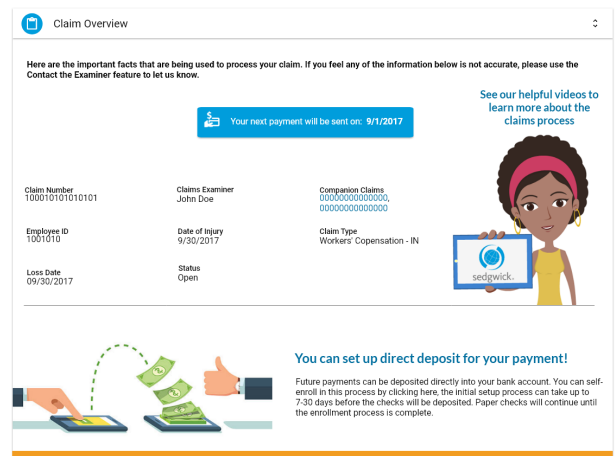 Claim Overview
Here are the important facts that are being used to process your claim. If you feel any of the information below is not accurate, please use the
Contact the Examiner feature to let us know.
See our helpful videos to
learn more about the
claims process
Your next payment will be sent on: 9/1/2017
Claim Number
100010101010101
Claims Examiner
John Doe
Companion Claims
00000000000000,
00000000000000
Employee ID
1001010
Date of Injury
9/30/2017
Claim Type
Workers' Copensation - IN
Loss Date
09/30/2017
Status
Open
sedgwick.
You can set up direct deposit for your payment!
Future payments can be deposited directly into your bank account. You can self-
enroll in this process by clicking here, the initial setup process can take up to
7-30 days before the checks will be deposited. Paper checks will continue until
the enrollment process is complete.